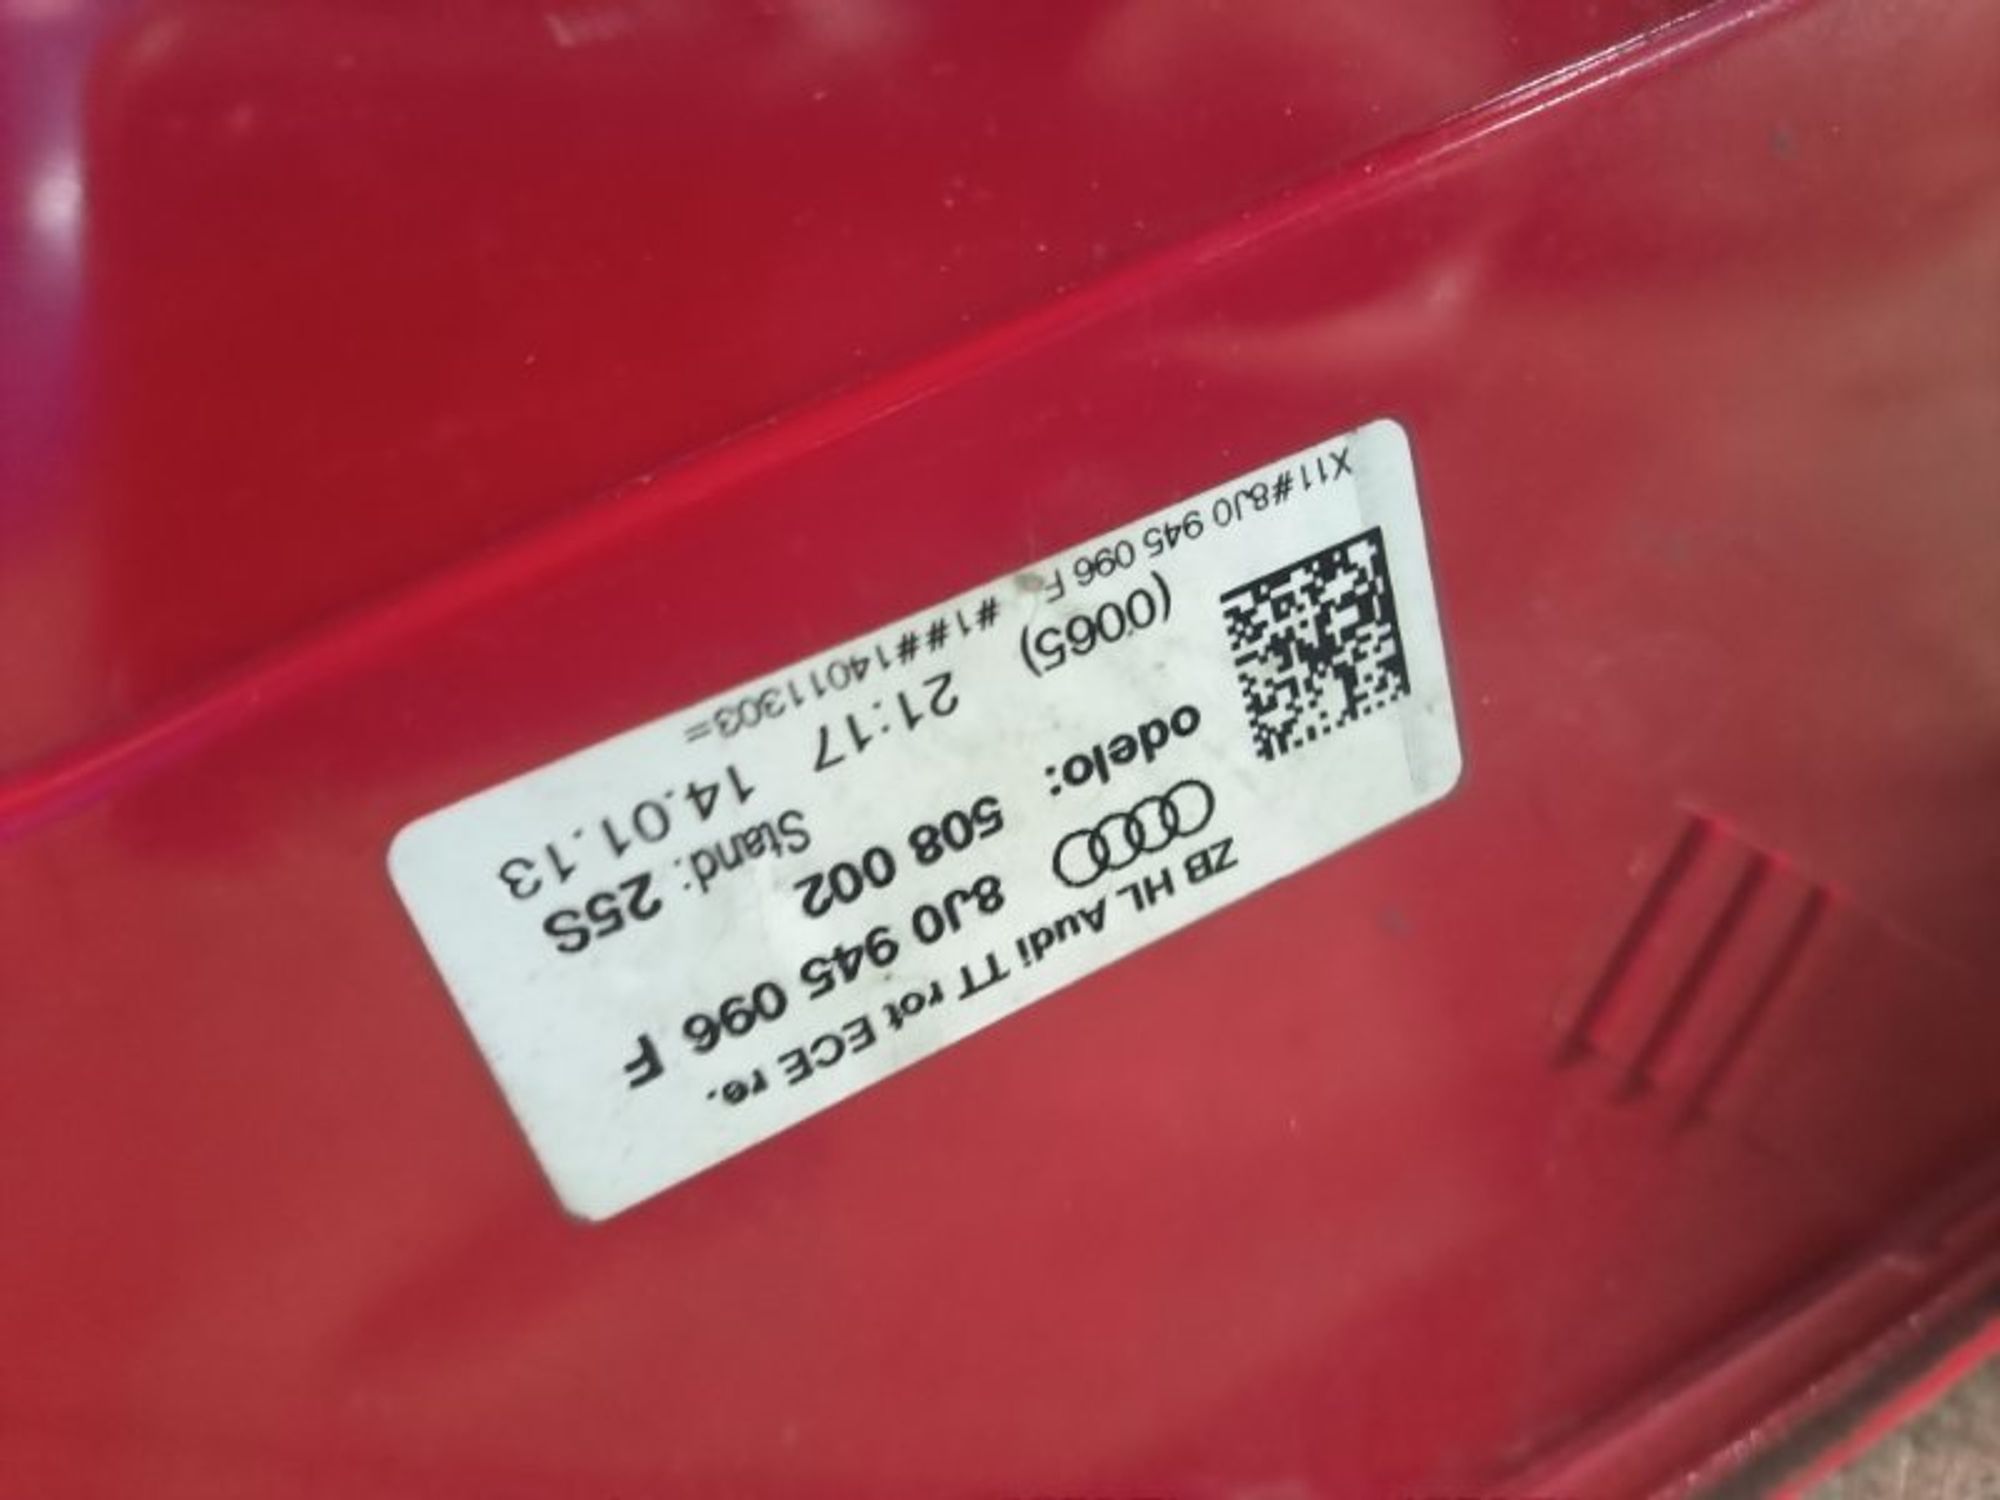 ZB HL Audi TT rot ECE re.
8J0 945 096 F
odelo: 508 002 Stand: 25S
(0065) 21:17 14.01.13
X11#8J0 945 096 F #1###14011303=